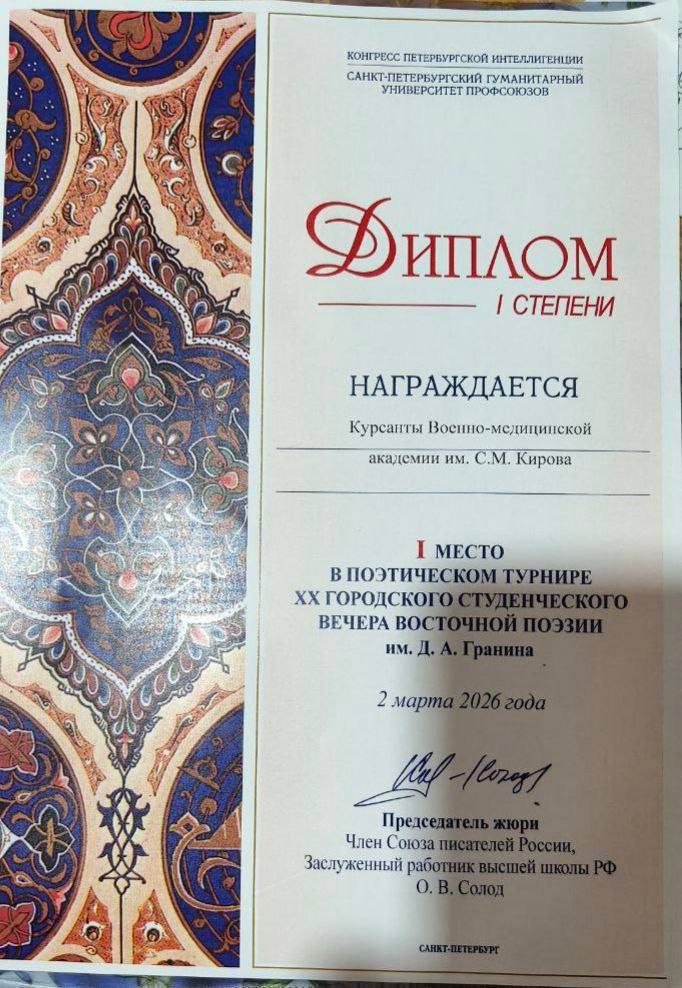 КОНГРЕСС ПЕТЕРБУРГСКОЙ ИНТЕЛЛИГЕНЦИИ
САНКТ-ПЕТЕРБУРГСКИЙ ГУМАНИТАРНЫЙ
УНИВЕРСИТЕТ ПРОФСОЮЗОВ
ДИПЛОМ
I СТЕПЕНИ
НАГРАЖДАЕТСЯ
Курсанты Военно-медицинской
академии им. С.М. Кирова
I МЕСТО
В ПОЭТИЧЕСКОМ ТУРНИРЕ
XX ГОРОДСКОГО СТУДЕНЧЕСКОГО
ВЕЧЕРА ВОСТОЧНОЙ ПОЭЗИИ
им. Д. А. Гранина
2 марта 2026 года
Председатель жюри
Член Союза писателей России,
Заслуженный работник высшей школы РФ
О. В. Солод
САНКТ-ПЕТЕРБУРГ